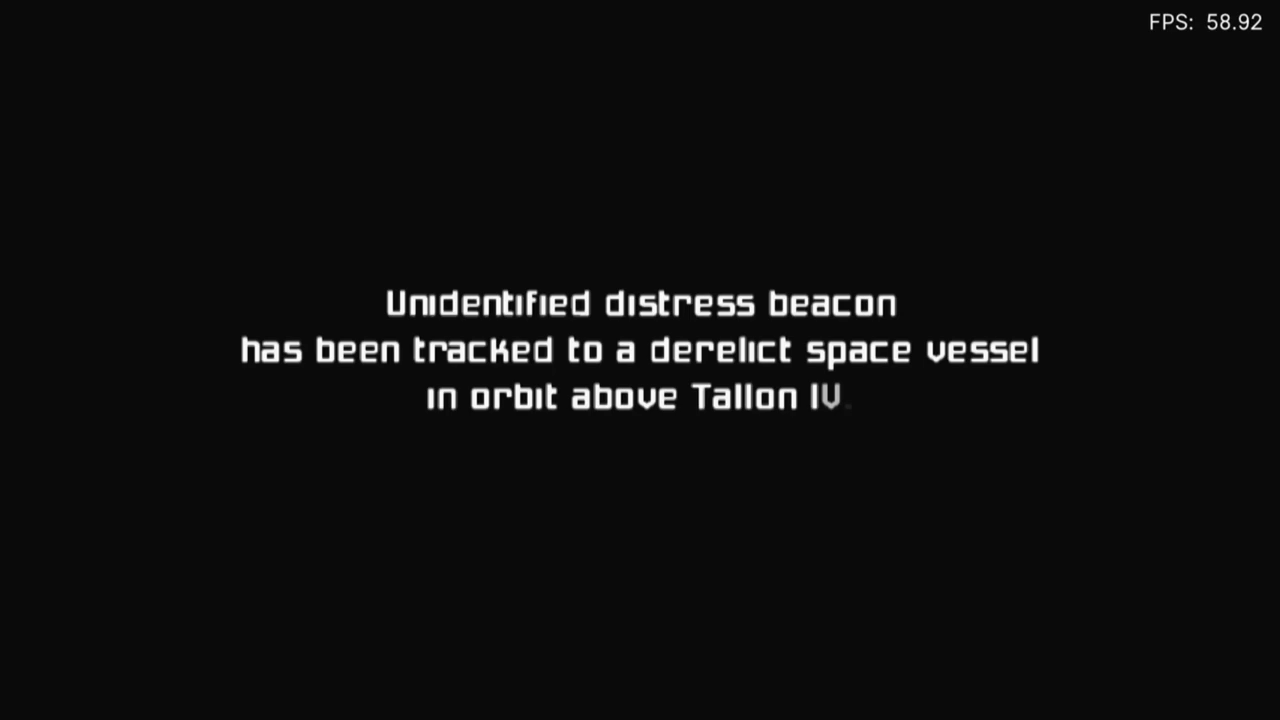 FPS: 58.92
Unidentified distress beacon
has been tracked to a derelict space vessel
in orbit above Tallon IV.